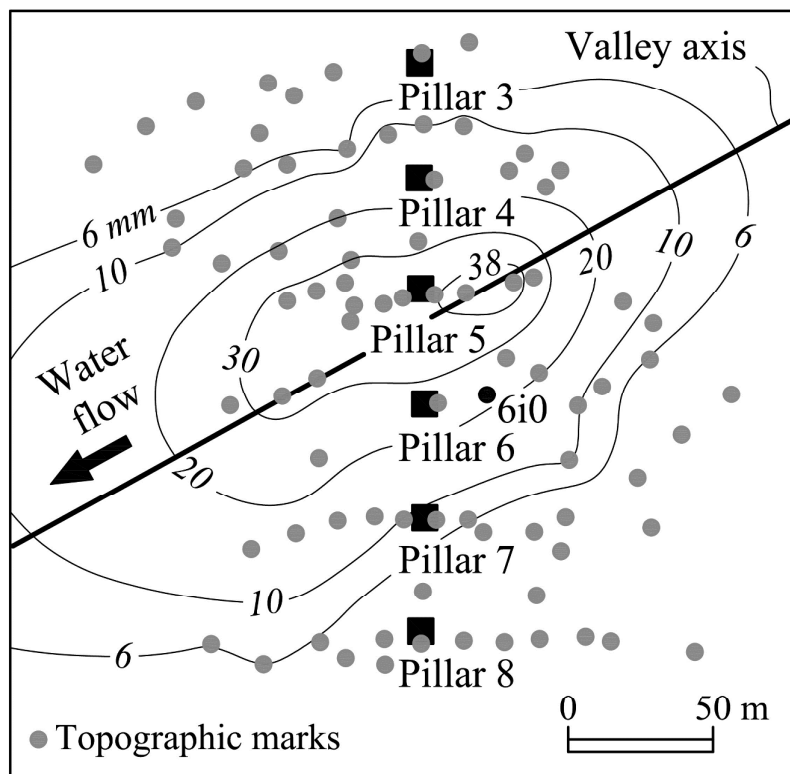 Valley axis
Pillar 3
6 mm
Pillar 4
10
20
10
6
38
Pillar 5
30
Water
flow
6i0
Pillar 6
20
Pillar 7
10
6
Pillar 8
0 50 m
Topographic marks